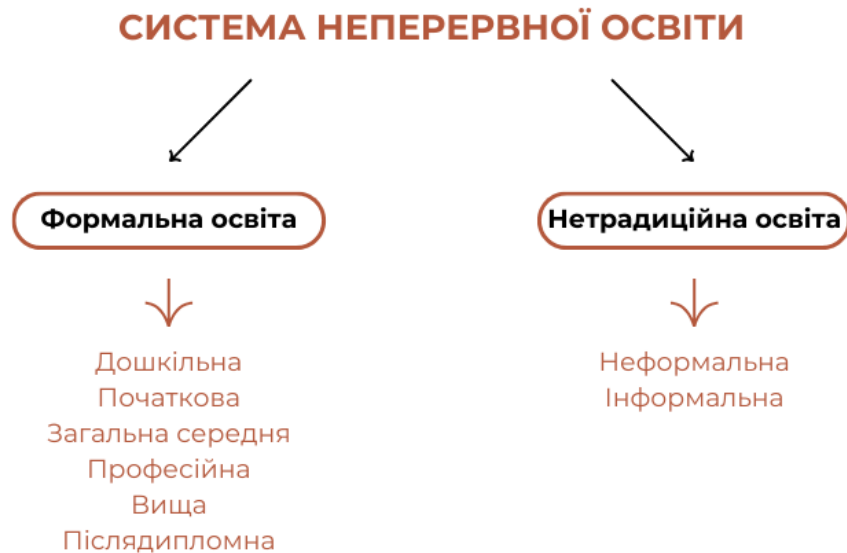 СИСТЕМА НЕПЕРЕРВНОЇ ОСВІТИ
Формальна освіта
Дошкільна
Початкова
Загальна середня
Професійна
Вища
Післядипломна
Нетрадиційна освіта
Неформальна
Інформальна